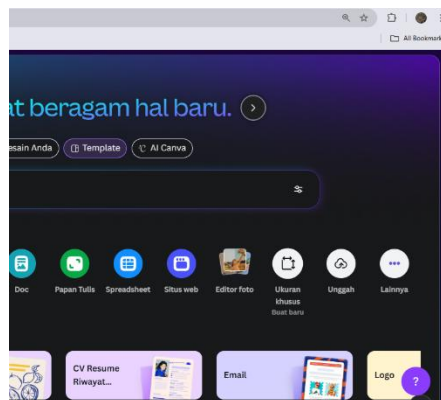 All Bookmark
at beragam hal baru.
esain Anda
Template
AI Canva
Doc
Papan Tulis
Spreadsheet
Situs web
Editor foto
Ukuran
khusus
Buat baru
Unggah
Lainnya
CV Resume
Riwayat...
Email
Logo
?